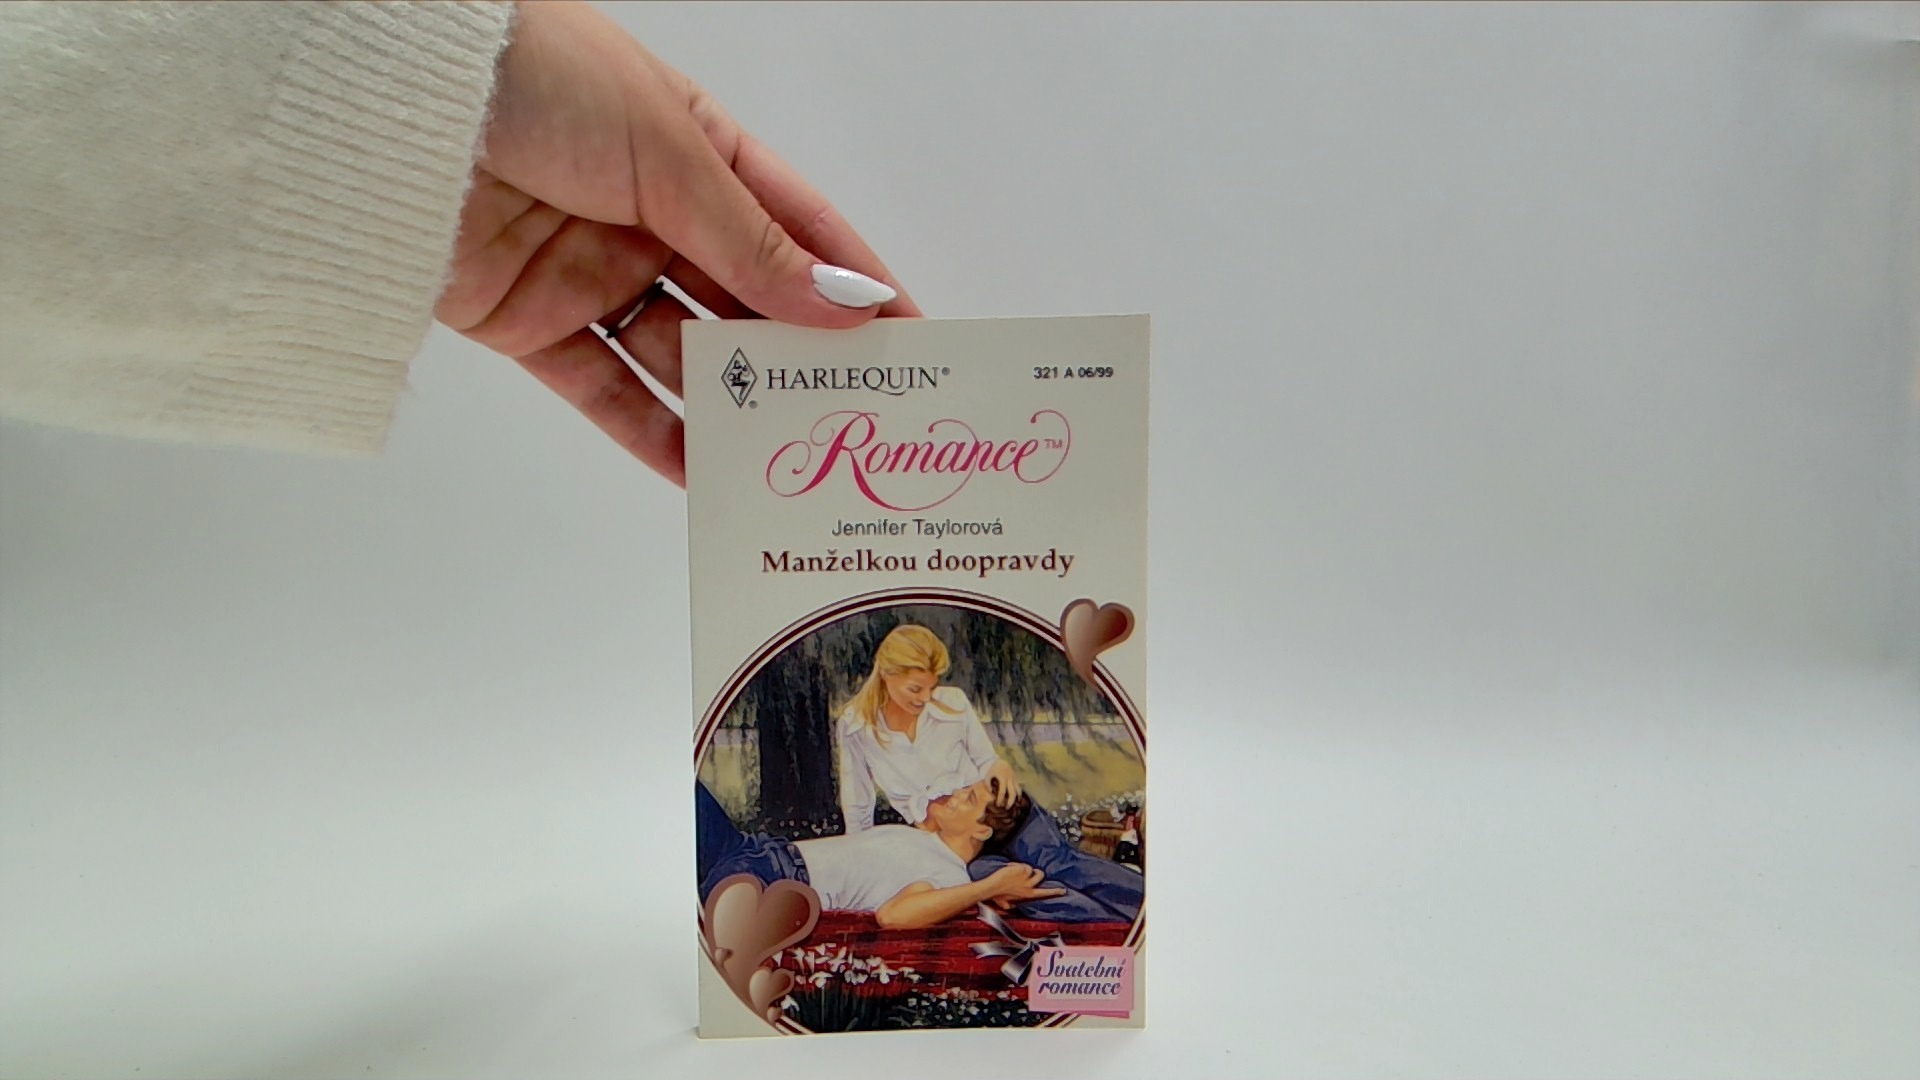 HARLEQUIN®
321 A 06/99
Romance™
Jennifer Taylorová
Manželkou doopravdy
Svatební
romance